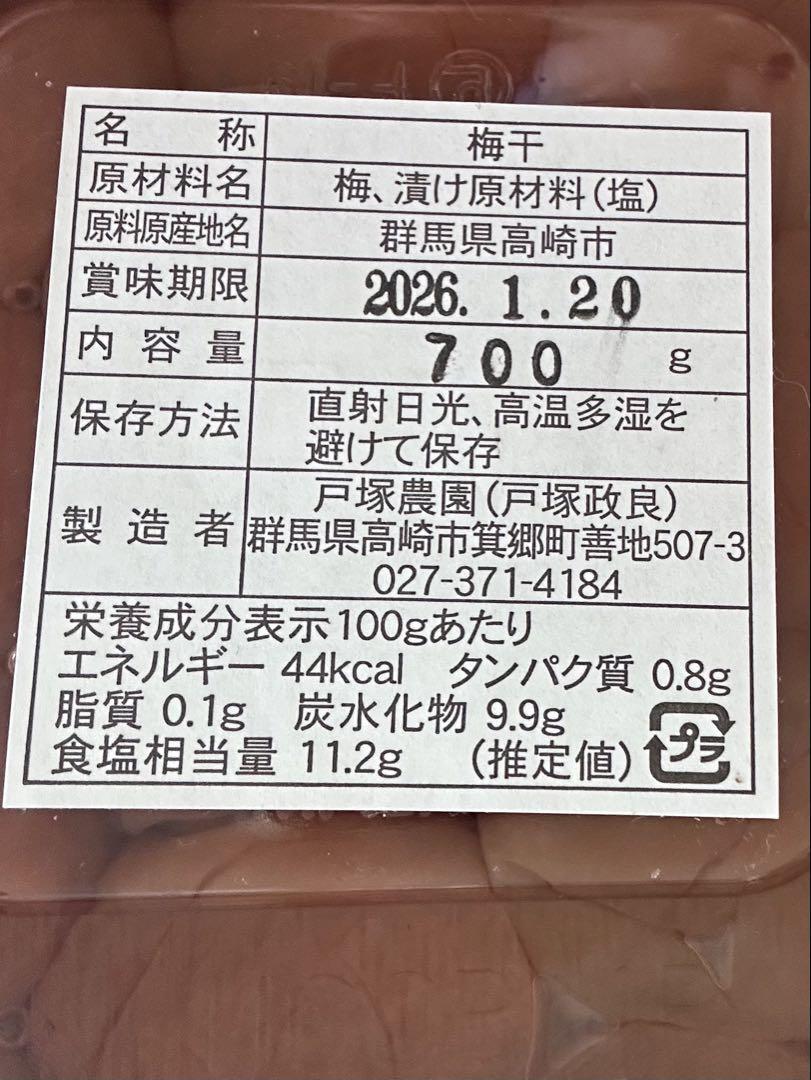 名称 梅干
原材料名 梅、漬け原材料(塩)
原料原産地名 群馬県高崎市
賞味期限 2026. 1. 20
内容量 700 g
保存方法 直射日光、高温多湿を
避けて保存
製造者 戸塚農園(戸塚政良)
群馬県高崎市箕郷町善地507-3
027-371-4184
栄養成分表示100gあたり
エネルギー 44kcal タンパク質 0.8g
脂質 0.1g 炭水化物 9.9g
食塩相当量 11.2g (推定値)
プラ